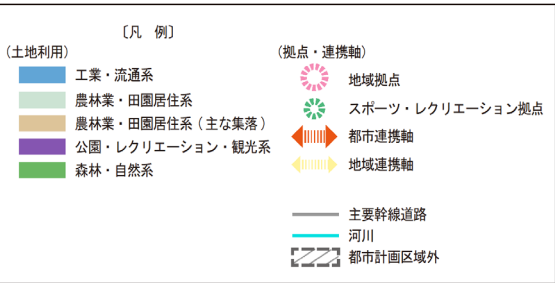 〔凡　例〕
（土地利用）
工業・流通系
農林業・田園居住系
農林業・田園居住系（主な集落）
公園・レクリエーション・観光系
森林・自然系
（拠点・連携軸）
地域拠点
スポーツ・レクリエーション拠点
都市連携軸
地域連携軸
主要幹線道路
河川
都市計画区域外